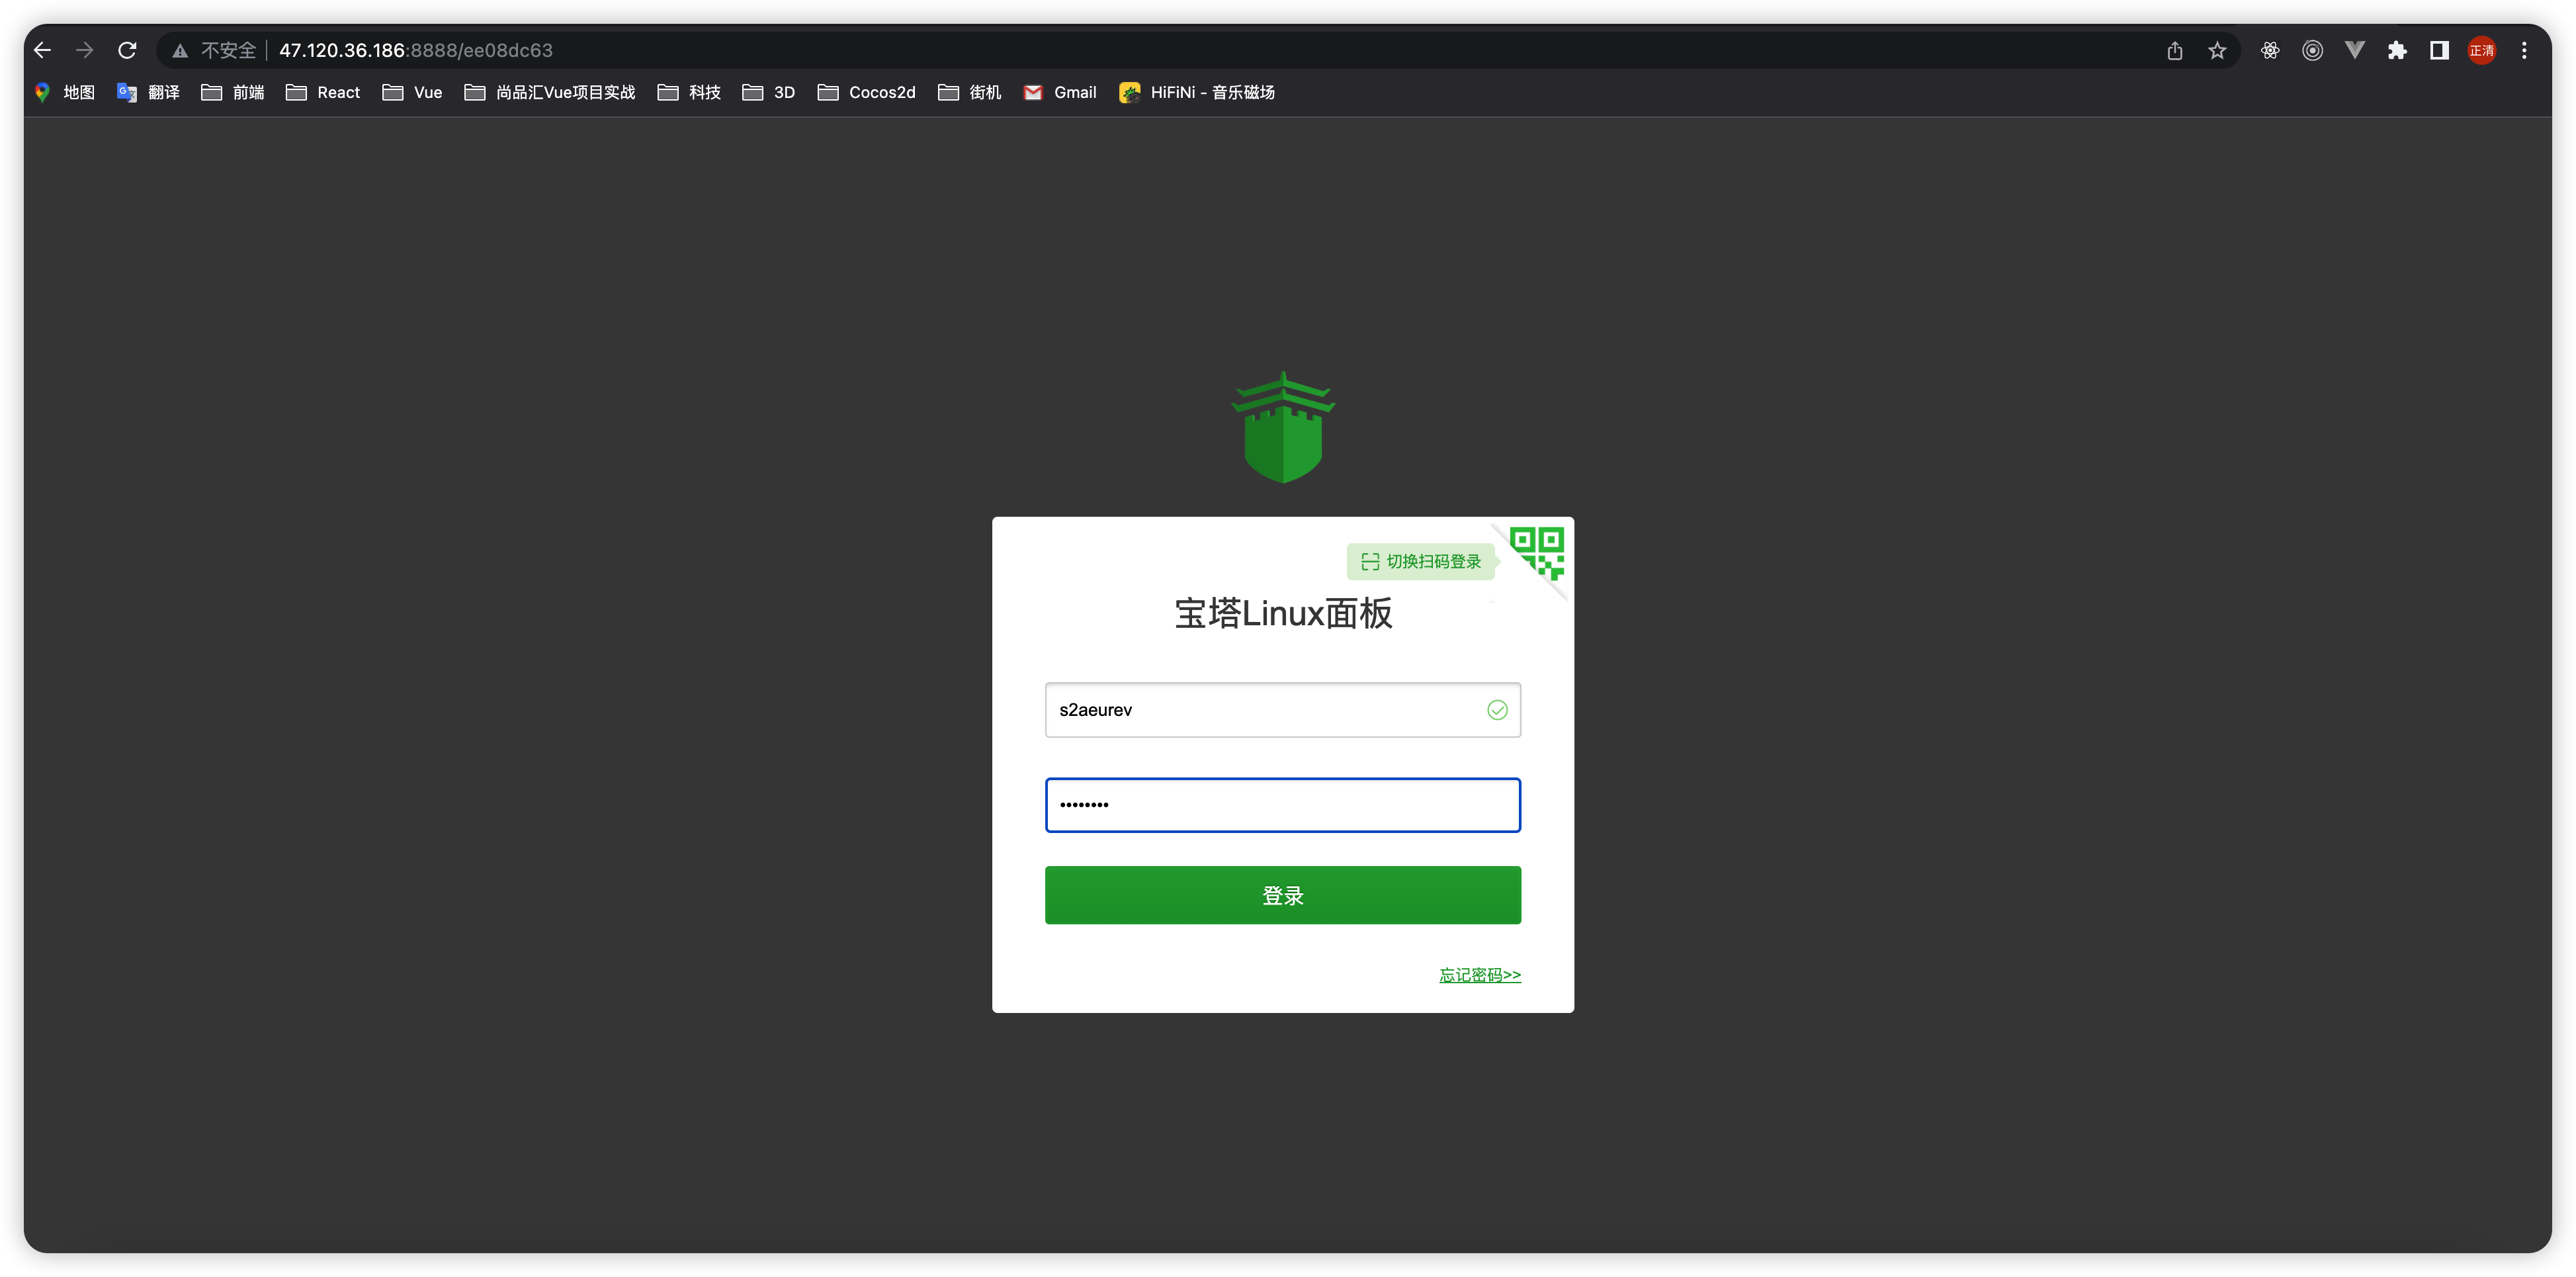 不安全 47.120.36.186:8888/ee08dc63 正清
地图 翻译 前端 React Vue 尚品汇Vue项目实战 科技 3D Cocos2d 街机 Gmail HiFiNi - 音乐磁场
切换扫码登录
宝塔Linux面板
s2aeurev
••••••••
登录
忘记密码>>